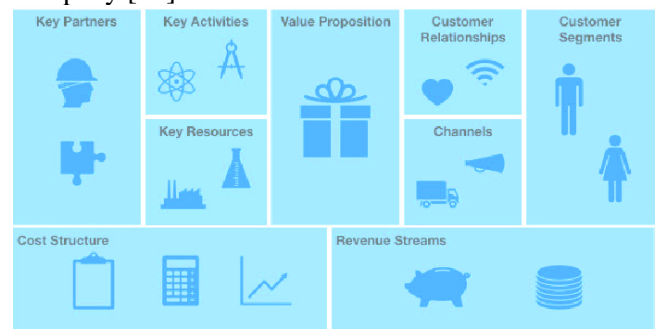 Key Partners
Key Activities
Value Proposition
Customer
Relationships
Customer
Segments
Key Resources
Channels
Cost Structure
Revenue Streams